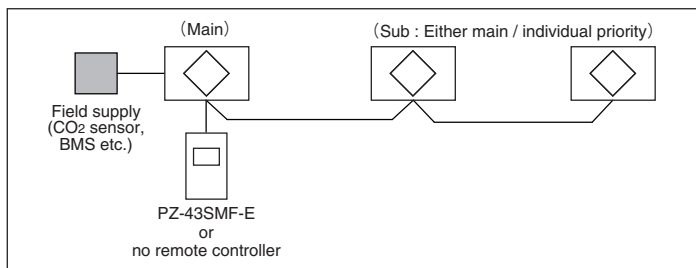 (Main)
(Sub : Either main / individual priority)
Field supply
(CO2 sensor,
BMS etc.)
PZ-43SMF-E
or
no remote controller